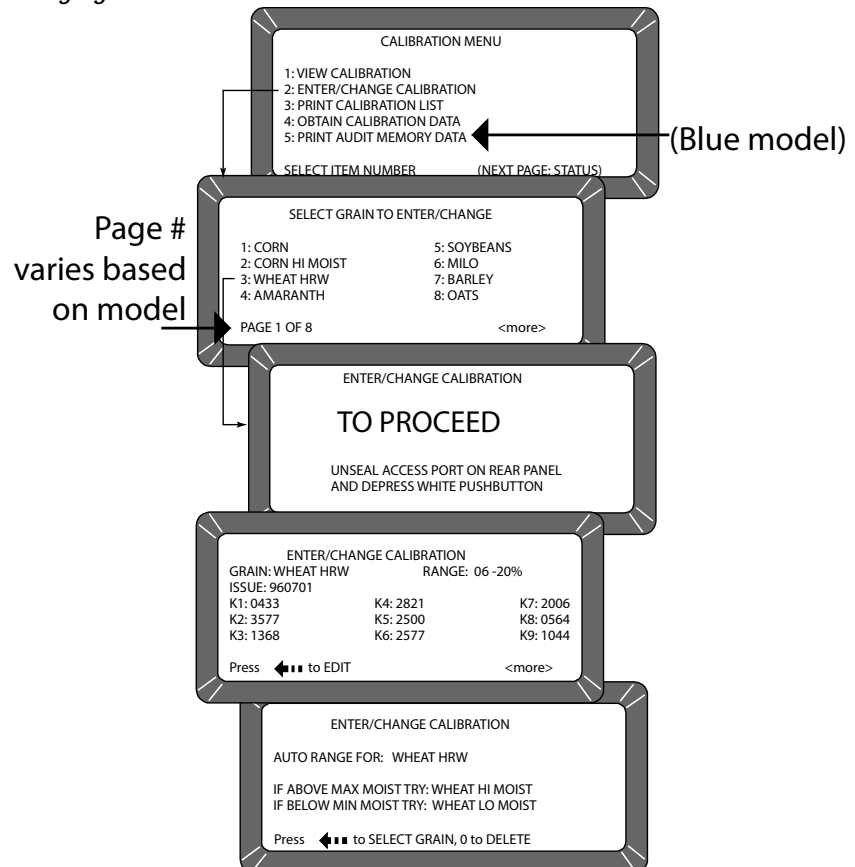 CALIBRATION MENU
1: VIEW CALIBRATION
2: ENTER/CHANGE CALIBRATION
3: PRINT CALIBRATION LIST
4: OBTAIN CALIBRATION DATA
5: PRINT AUDIT MEMORY DATA
(Blue model)
SELECT ITEM NUMBER (NEXT PAGE: STATUS)
Page #
varies based
on model
SELECT GRAIN TO ENTER/CHANGE
1: CORN 5: SOYBEANS
2: CORN HI MOIST 6: MILO
3: WHEAT HRW 7: BARLEY
4: AMARANTH 8: OATS
PAGE 1 OF 8 <more>
ENTER/CHANGE CALIBRATION
TO PROCEED
UNSEAL ACCESS PORT ON REAR PANEL
AND DEPRESS WHITE PUSHBUTTON
ENTER/CHANGE CALIBRATION
GRAIN: WHEAT HRW RANGE: 06 -20%
ISSUE: 960701
K1: 0433 K4: 2821 K7: 2006
K2: 3577 K5: 2500 K8: 0564
K3: 1368 K6: 2577 K9: 1044
Press to EDIT <more>
ENTER/CHANGE CALIBRATION
AUTO RANGE FOR: WHEAT HRW
IF ABOVE MAX MOIST TRY: WHEAT HI MOIST
IF BELOW MIN MOIST TRY: WHEAT LO MOIST
Press to SELECT GRAIN, 0 to DELETE